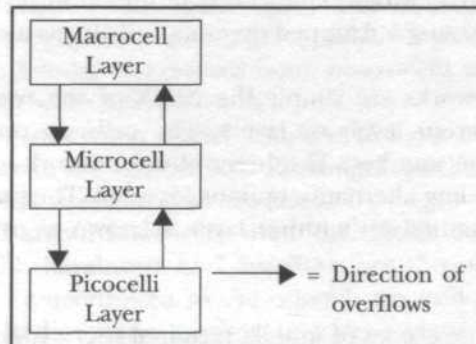 Macrocell
Layer
Microcell
Layer
Picocelli
Layer
= Direction of
overflows